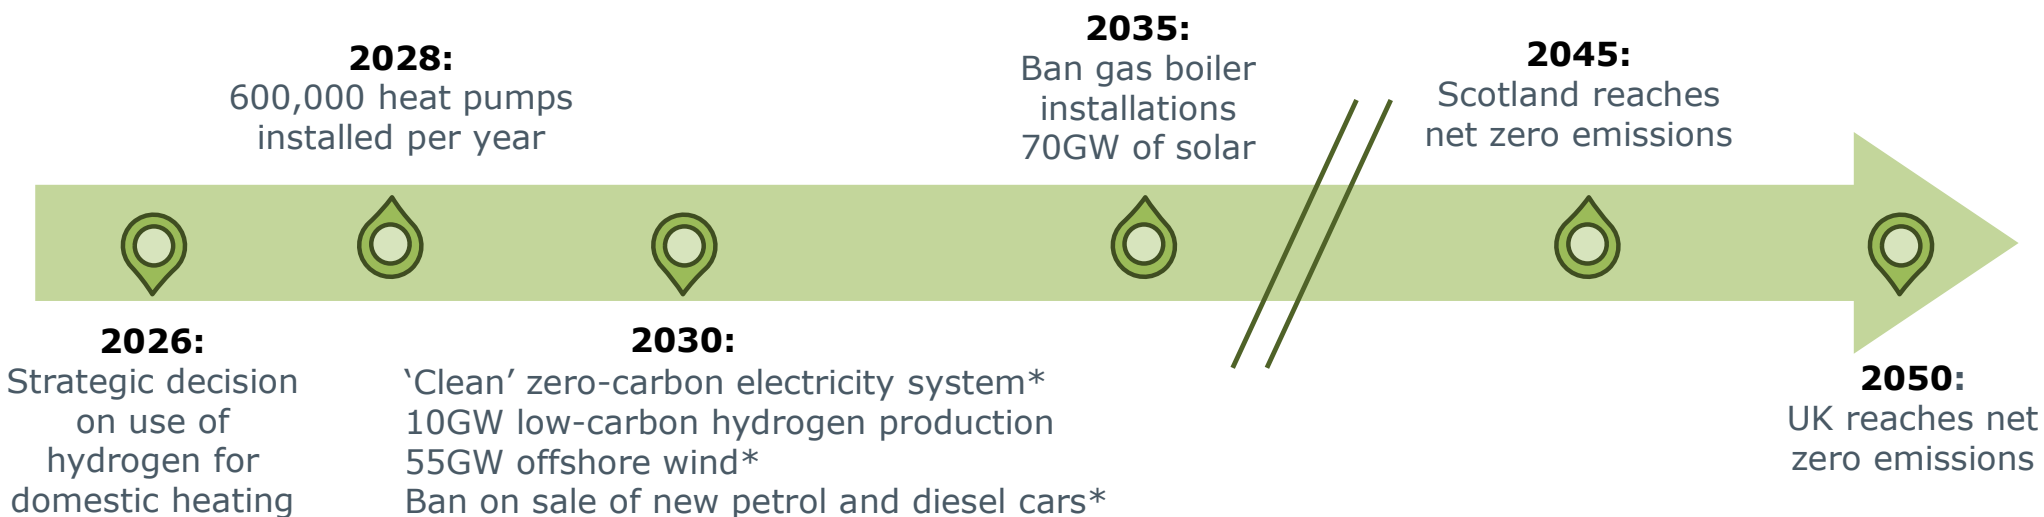 2028:
600,000 heat pumps
installed per year
2035:
Ban gas boiler
installations
70GW of solar
2045:
Scotland reaches
net zero emissions
2026:
Strategic decision
on use of
hydrogen for
domestic heating
2030:
‘Clean’ zero-carbon electricity system*
10GW low-carbon hydrogen production
55GW offshore wind*
Ban on sale of new petrol and diesel cars*
2050:
UK reaches net
zero emissions